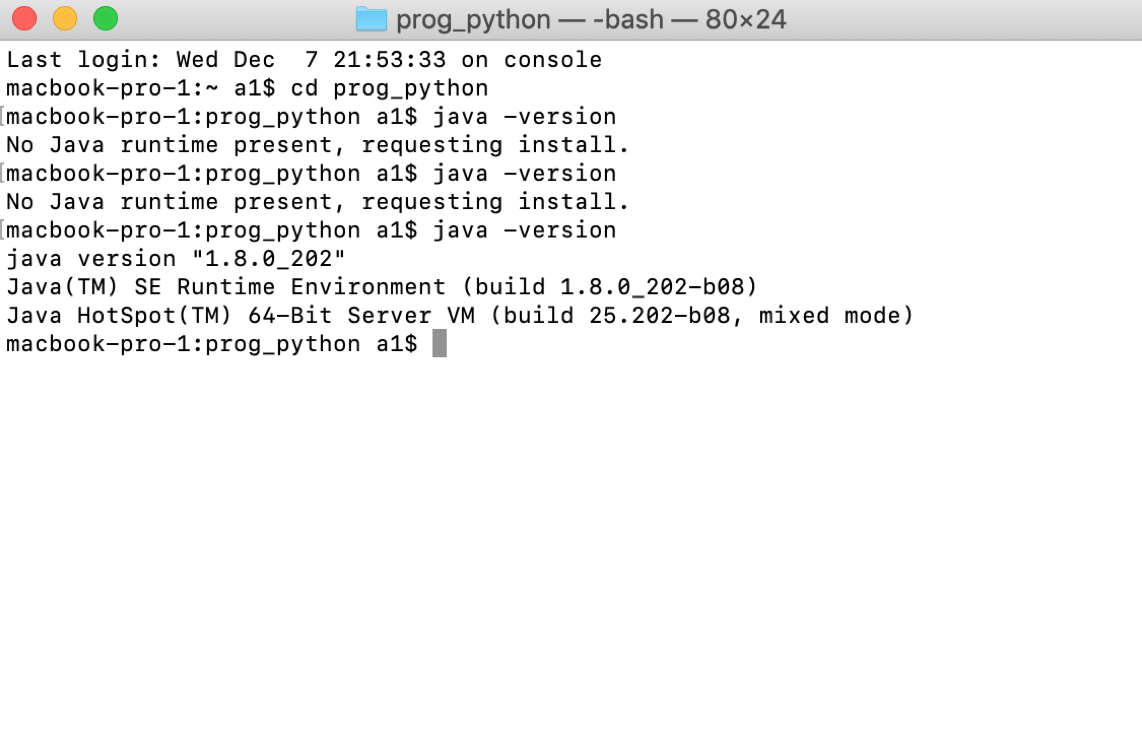 prog_python — -bash — 80×24
Last login: Wed Dec  7 21:53:33 on console
macbook-pro-1:~ a1$ cd prog_python
[macbook-pro-1:prog_python a1$ java -version
No Java runtime present, requesting install.
[macbook-pro-1:prog_python a1$ java -version
No Java runtime present, requesting install.
[macbook-pro-1:prog_python a1$ java -version
java version "1.8.0_202"
Java(TM) SE Runtime Environment (build 1.8.0_202-b08)
Java HotSpot(TM) 64-Bit Server VM (build 25.202-b08, mixed mode)
macbook-pro-1:prog_python a1$